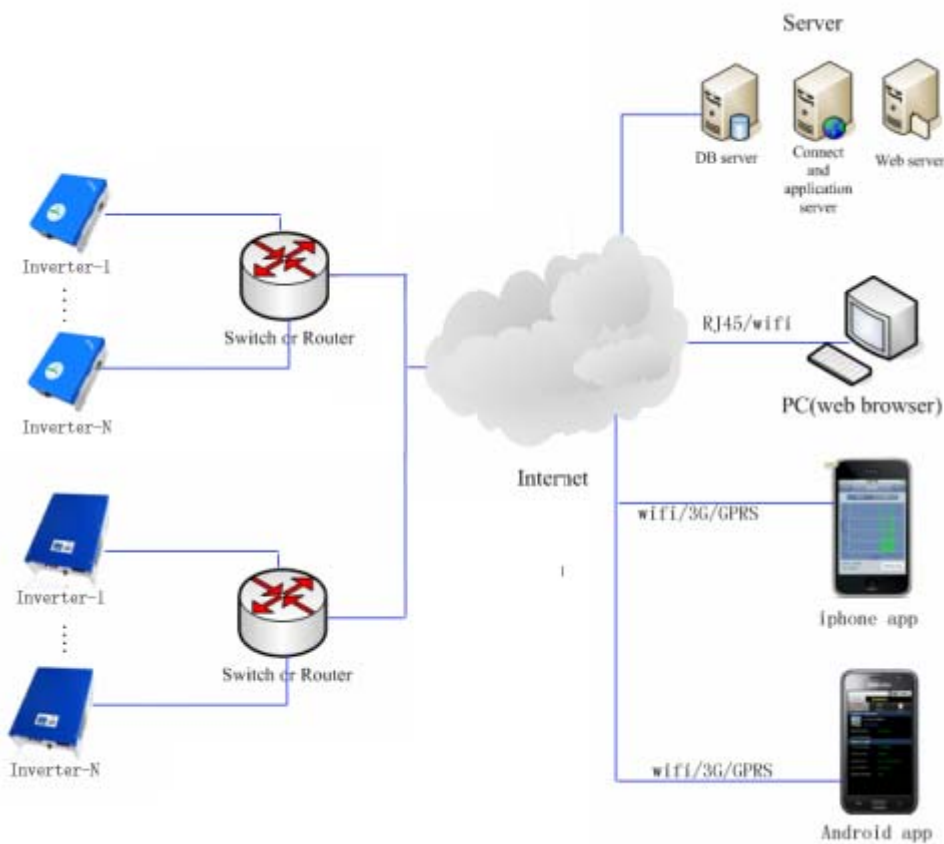 Server
DB server
Connect
and
application
server
Web server
Inverter-1
Switch or Router
Inverter-N
RJ45/wifi
PC(web browser)
Internet
wifi/3G/GPRS
iphone app
Inverter-1
Switch or Router
Inverter-N
wifi/3G/GPRS
Android app